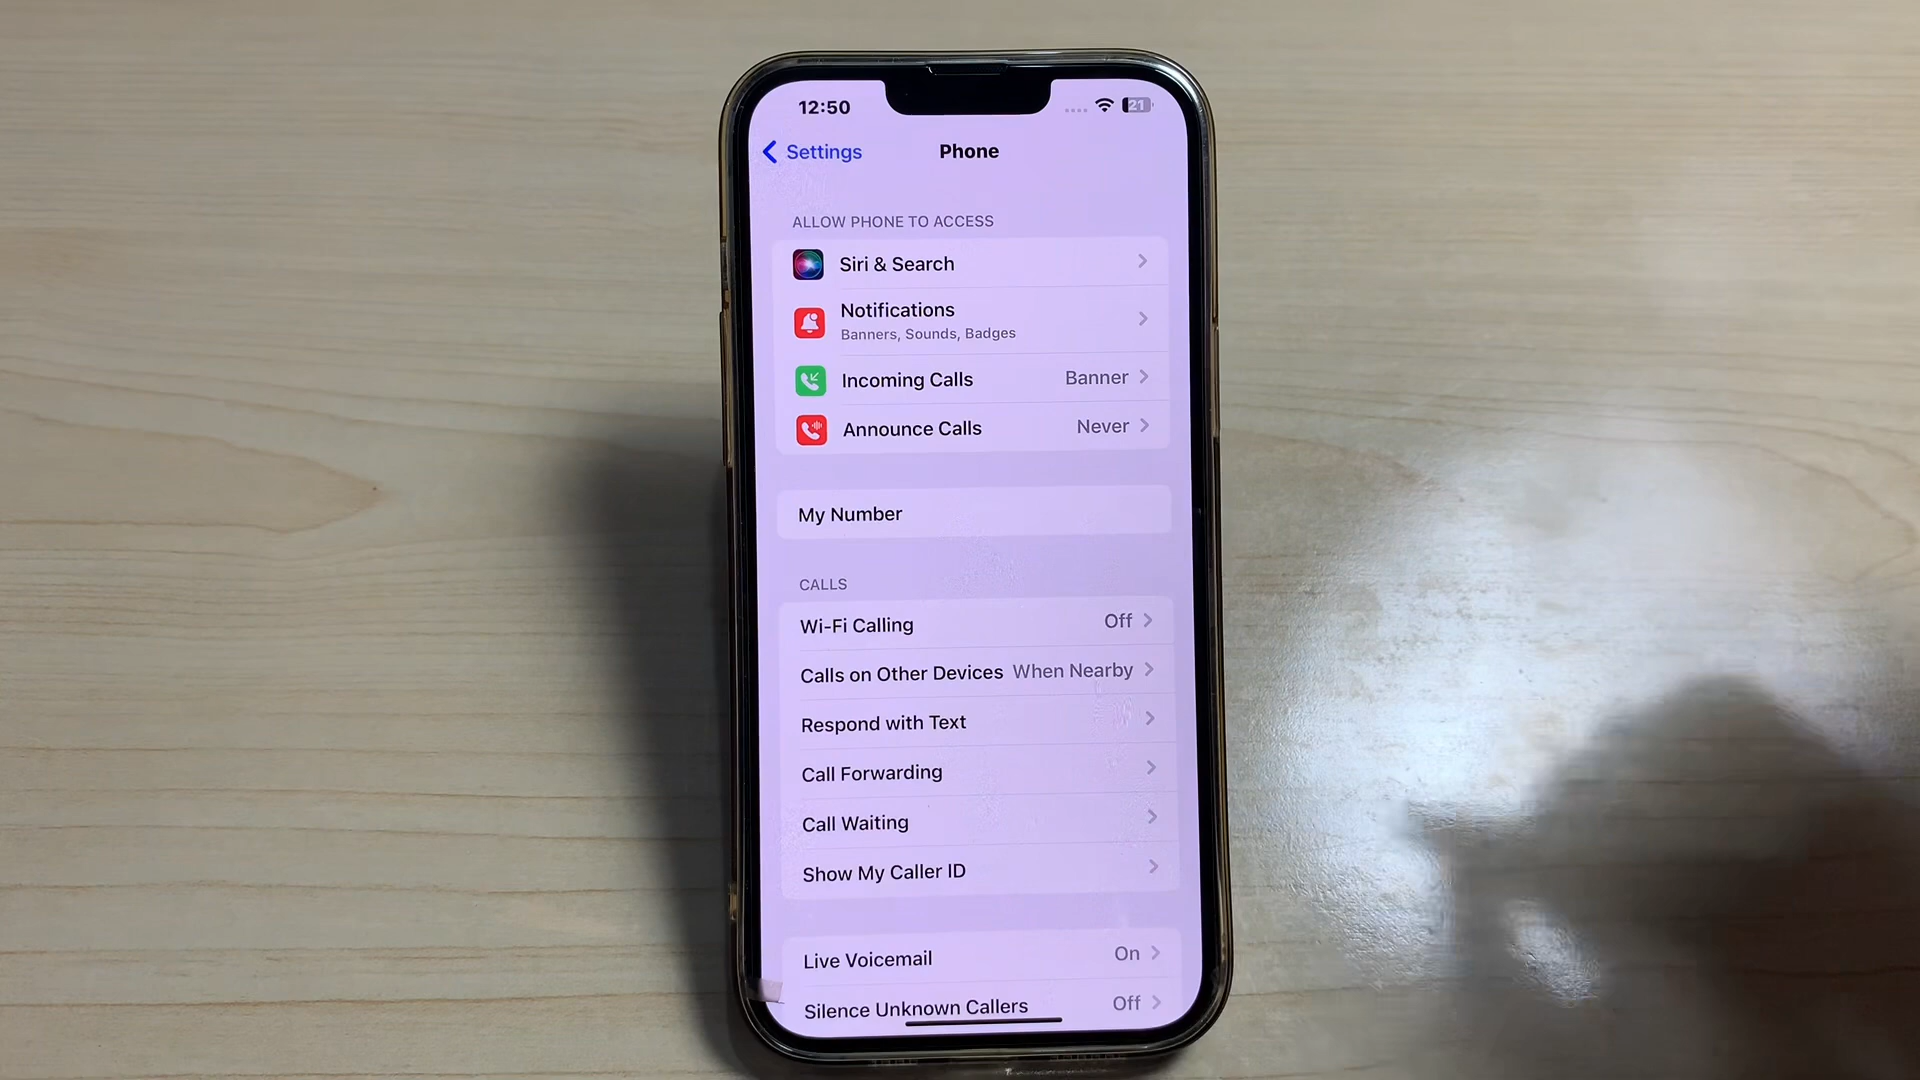 12:50
21
Settings
Phone
ALLOW PHONE TO ACCESS
Siri & Search
Notifications
Banners, Sounds, Badges
Incoming Calls Banner
Announce Calls Never
My Number
CALLS
Wi-Fi Calling Off
Calls on Other Devices When Nearby
Respond with Text
Call Forwarding
Call Waiting
Show My Caller ID
Live Voicemail On
Silence Unknown Callers Off